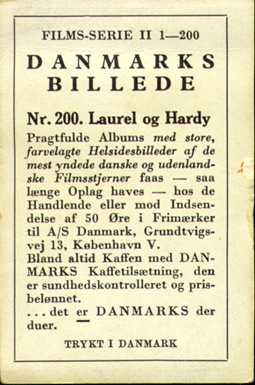 FILMS-SERIE II 1—200
DANMARKS
BILLEDE
Nr. 200. Laurel og Hardy
Pragtfulde Albums med store,
farvelagte Helsidesbilleder af de
mest yndede danske og udenland-
ske Filmsstjerner faas — saa
længe Oplag haves — hos de
Handlende eller mod Indsen-
delse af 50 Øre i Frimærker
til A/S Danmark, Grundtvigs-
vej 13, København V.
Bland altid Kaffen med DAN-
MARKS Kaffetilsætning, den
er sundhedskontrolleret og pris-
belønnet.
... det er DANMARKS der
duer.
TRYKT I DANMARK